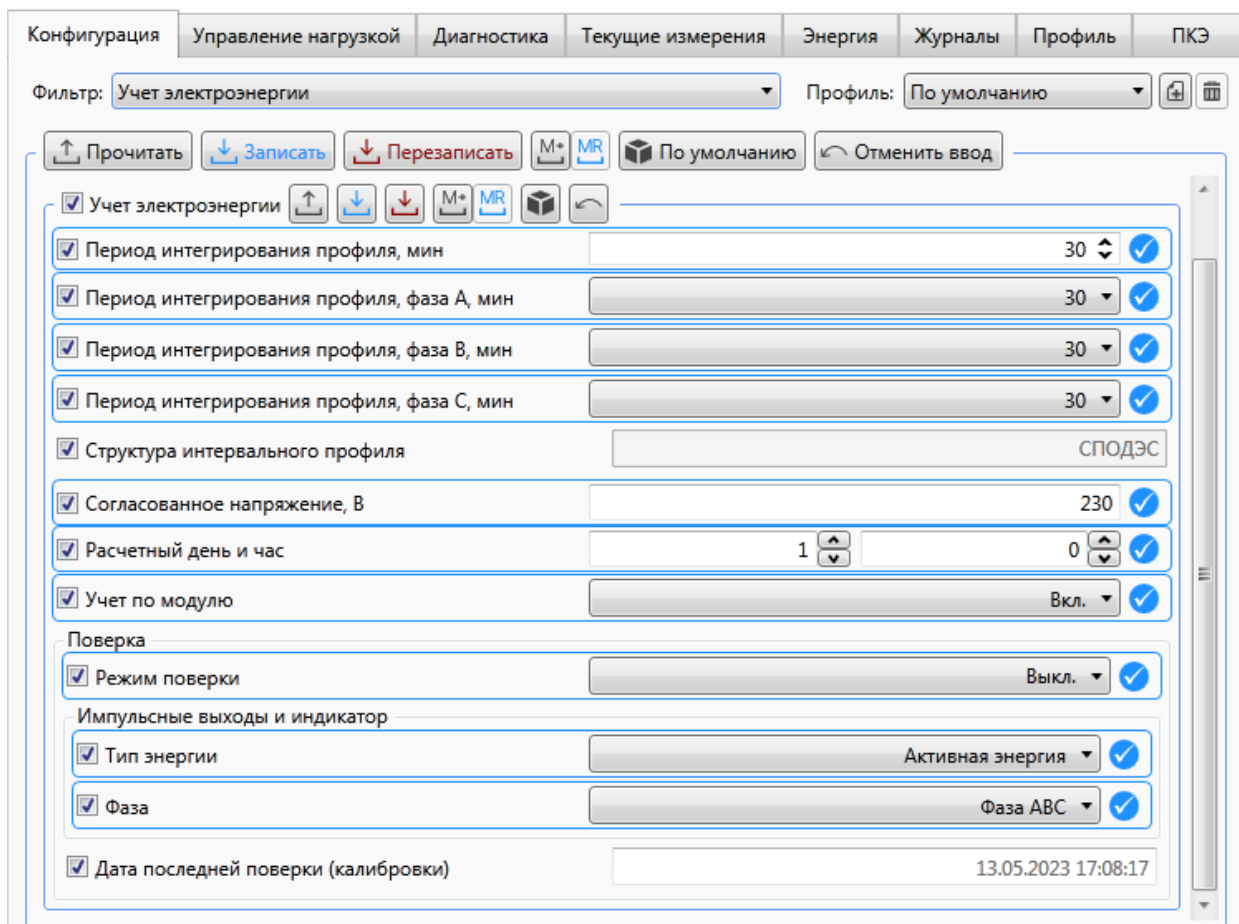 Конфигурация Управление нагрузкой Диагностика Текущие измерения Энергия Журналы Профиль ПКЭ
Фильтр: Учет электроэнергии Профиль: По умолчанию
Прочитать Записать Перезаписать M+ MR По умолчанию Отменить ввод
Учет электроэнергии M+ MR
Период интегрирования профиля, мин 30
Период интегрирования профиля, фаза A, мин 30
Период интегрирования профиля, фаза B, мин 30
Период интегрирования профиля, фаза C, мин 30
Структура интервального профиля СПОДЭС
Согласованное напряжение, В 230
Расчетный день и час 1 0
Учет по модулю Вкл.
Поверка
Режим поверки Выкл.
Импульсные выходы и индикатор
Тип энергии Активная энергия
Фаза Фаза ABC
Дата последней поверки (калибровки) 13.05.2023 17:08:17